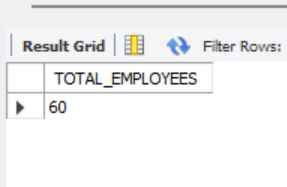 Result Grid Filter Rows:
TOTAL_EMPLOYEES
60